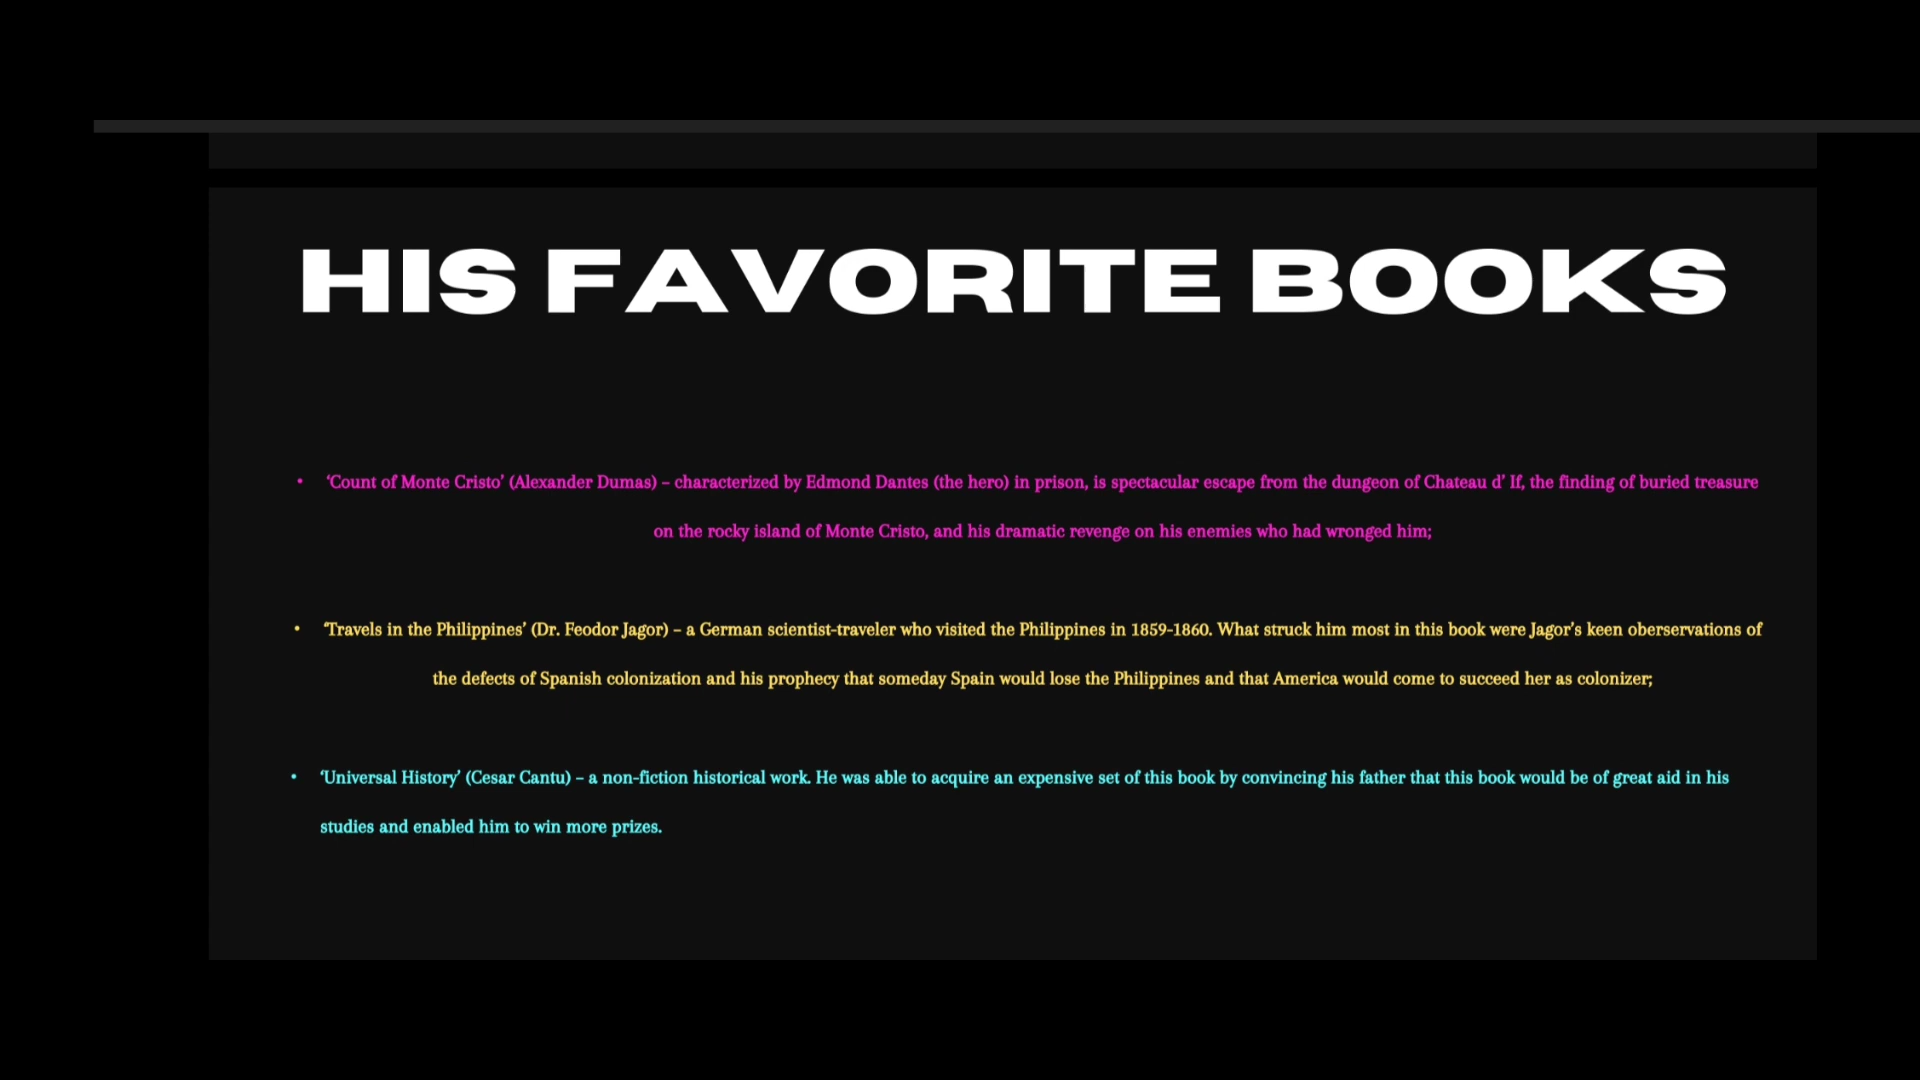 HIS FAVORITE BOOKS
• ‘Count of Monte Cristo’ (Alexander Dumas) – characterized by Edmond Dantes (the hero) in prison, is spectacular escape from the dungeon of Chateau d’ If, the finding of buried treasure
on the rocky island of Monte Cristo, and his dramatic revenge on his enemies who had wronged him;
• ‘Travels in the Philippines’ (Dr. Feodor Jagor) – a German scientist-traveler who visited the Philippines in 1859-1860. What struck him most in this book were Jagor’s keen oberservations of
the defects of Spanish colonization and his prophecy that someday Spain would lose the Philippines and that America would come to succeed her as colonizer;
• ‘Universal History’ (Cesar Cantu) – a non-fiction historical work. He was able to acquire an expensive set of this book by convincing his father that this book would be of great aid in his
studies and enabled him to win more prizes.